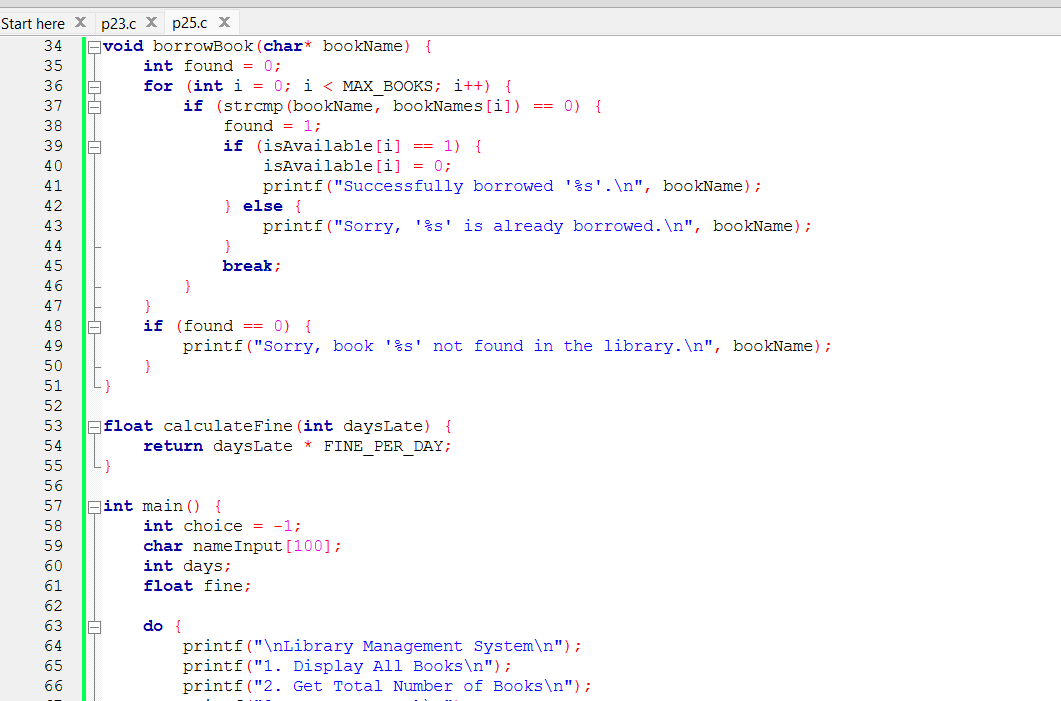 Start here X p23.c X p25.c X
34 void borrowBook(char* bookName) {
35     int found = 0;
36     for (int i = 0; i < MAX_BOOKS; i++) {
37         if (strcmp(bookName, bookNames[i]) == 0) {
38             found = 1;
39             if (isAvailable[i] == 1) {
40                 isAvailable[i] = 0;
41                 printf("Successfully borrowed '%s'.\n", bookName);
42             } else {
43                 printf("Sorry, '%s' is already borrowed.\n", bookName);
44             }
45             break;
46         }
47     }
48     if (found == 0) {
49         printf("Sorry, book '%s' not found in the library.\n", bookName);
50     }
51 }
52
53 float calculateFine(int daysLate) {
54     return daysLate * FINE_PER_DAY;
55 }
56
57 int main() {
58     int choice = -1;
59     char nameInput[100];
60     int days;
61     float fine;
62
63     do {
64         printf("\nLibrary Management System\n");
65         printf("1. Display All Books\n");
66         printf("2. Get Total Number of Books\n");